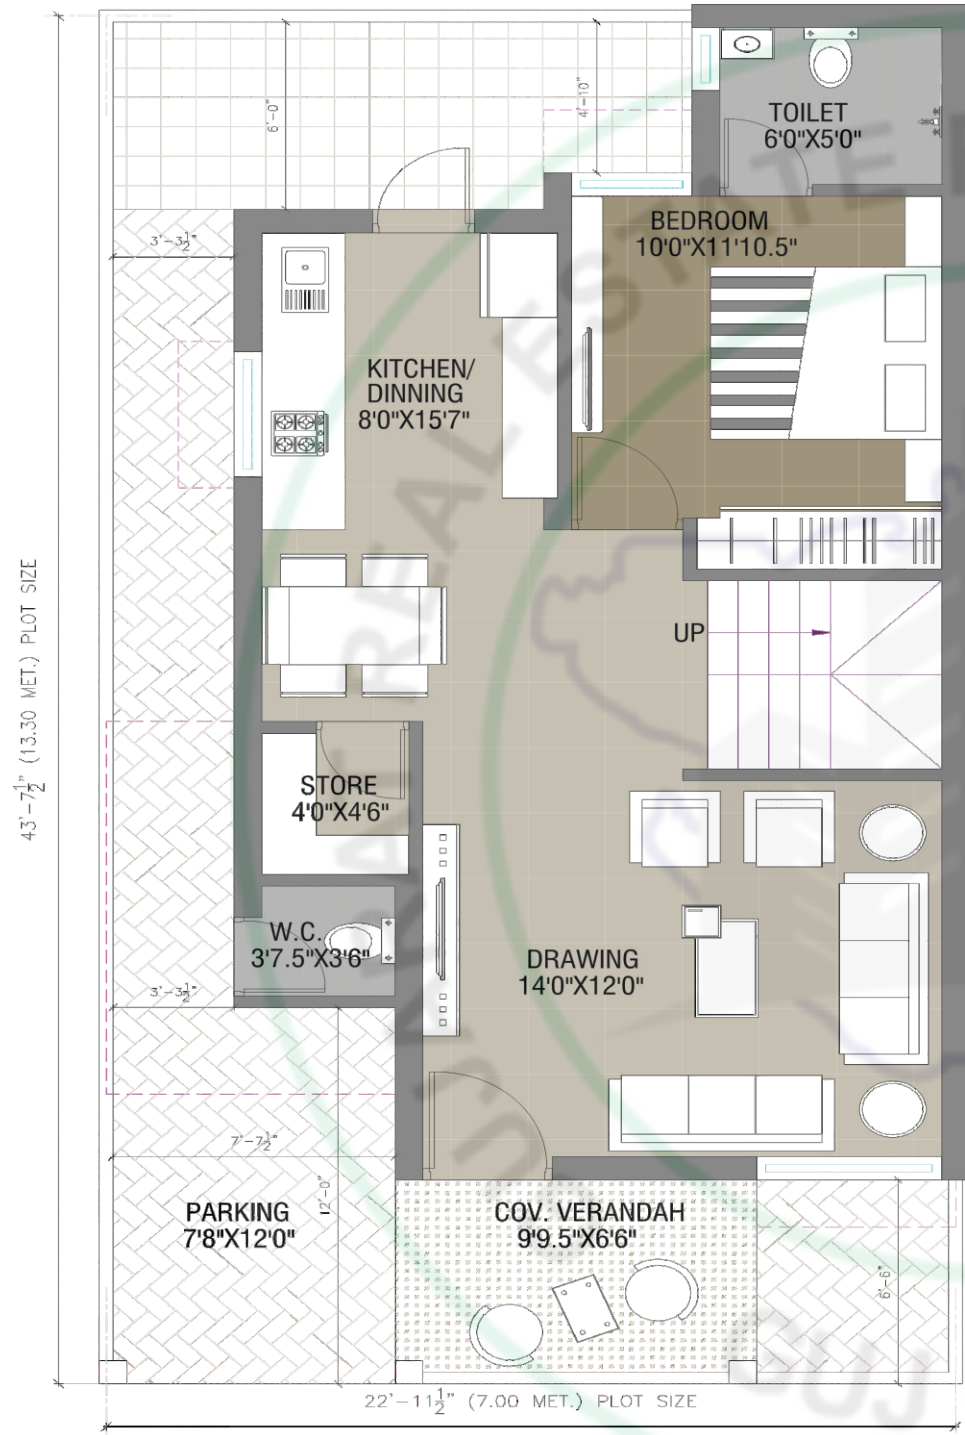 6'-0"
4'-10"
TOILET
6'0"X5'0"
BEDROOM
10'0"X11'10.5"
3'-3½"
KITCHEN/
DINNING
8'0"X15'7"
43'-7½" (13.30 MET.) PLOT SIZE
UP
STORE
4'0"X4'6"
W.C.
3'7.5"X3'6"
DRAWING
14'0"X12'0"
3'-3½"
7'-7½"
12'-0"
PARKING
7'8"X12'0"
COV. VERANDAH
9'9.5"X6'6"
6'-6"
22'-11½" (7.00 MET.) PLOT SIZE
REAL ESTATE
GUJ